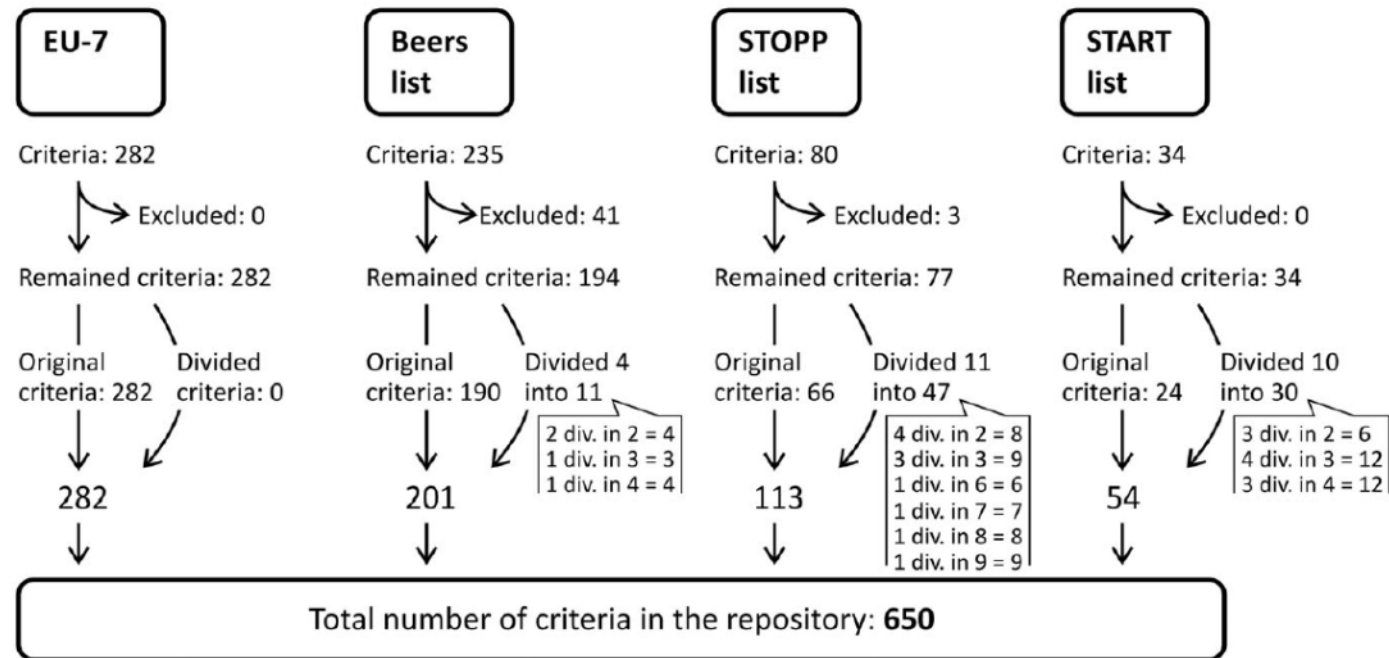 EU-7
Beers
list
STOPP
list
START
list
Criteria: 282
Criteria: 235
Criteria: 80
Criteria: 34
Excluded: 0
Excluded: 41
Excluded: 3
Excluded: 0
Remained criteria: 282
Remained criteria: 194
Remained criteria: 77
Remained criteria: 34
Original
criteria: 282
Divided
criteria: 0
Original
criteria: 190
Divided 4
into 11
Original
criteria: 66
Divided 11
into 47
Original
criteria: 24
Divided 10
into 30
2 div. in 2 = 4
1 div. in 3 = 3
1 div. in 4 = 4
4 div. in 2 = 8
3 div. in 3 = 9
1 div. in 6 = 6
1 div. in 7 = 7
1 div. in 8 = 8
1 div. in 9 = 9
3 div. in 2 = 6
4 div. in 3 = 12
3 div. in 4 = 12
282
201
113
54
Total number of criteria in the repository: 650